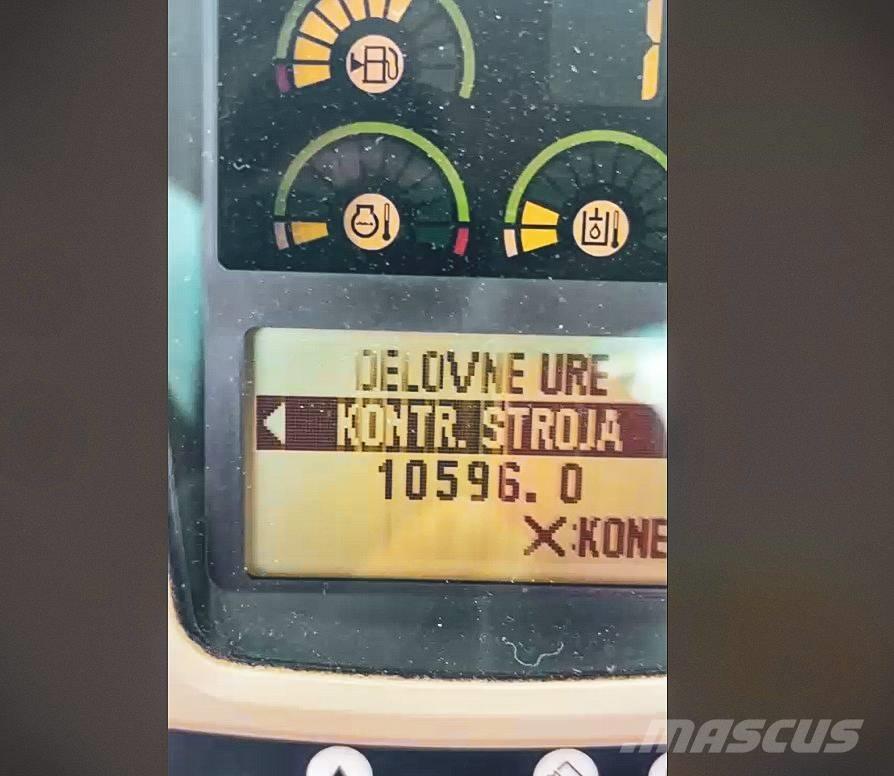 DELOVNE URE
KONTR. STROJA
10596.0
X:KONE
MASCUS